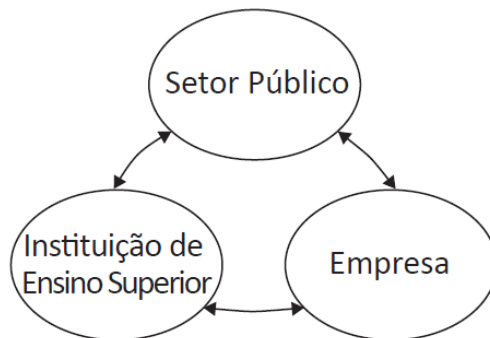 Setor Público
Instituição de
Ensino Superior
Empresa